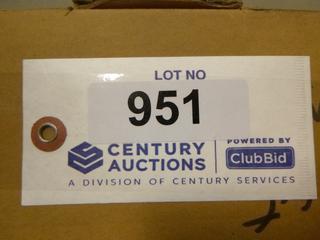 LOT NO
951
CENTURY
AUCTIONS
POWERED BY
ClubBid
A DIVISION OF CENTURY SERVICES